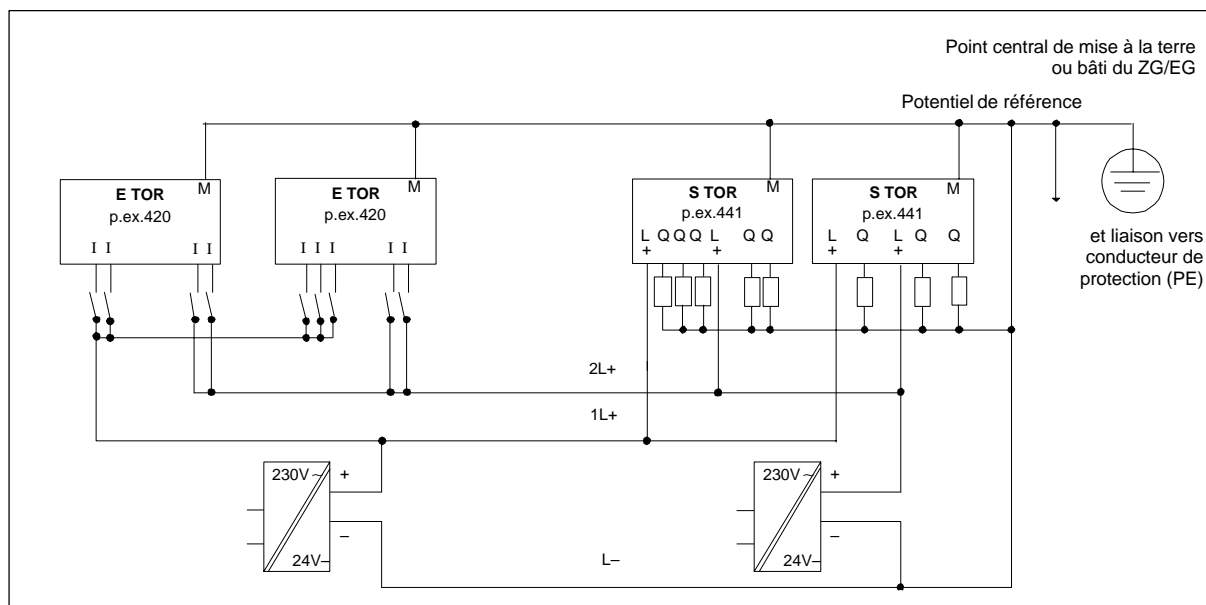 Point central de mise à la terre
ou bâti du ZG/EG
Potentiel de référence
E TOR
M
p.ex.420
I I
I I
E TOR
M
p.ex.420
I I I
I I
S TOR
M
p.ex.441
L Q Q Q L Q Q
+ +
S TOR
M
p.ex.441
L Q L Q Q
+ +
et liaison vers
conducteur de
protection (PE)
2L+
1L+
230V ~
+
–
24V–
230V ~
+
–
24V–
L–